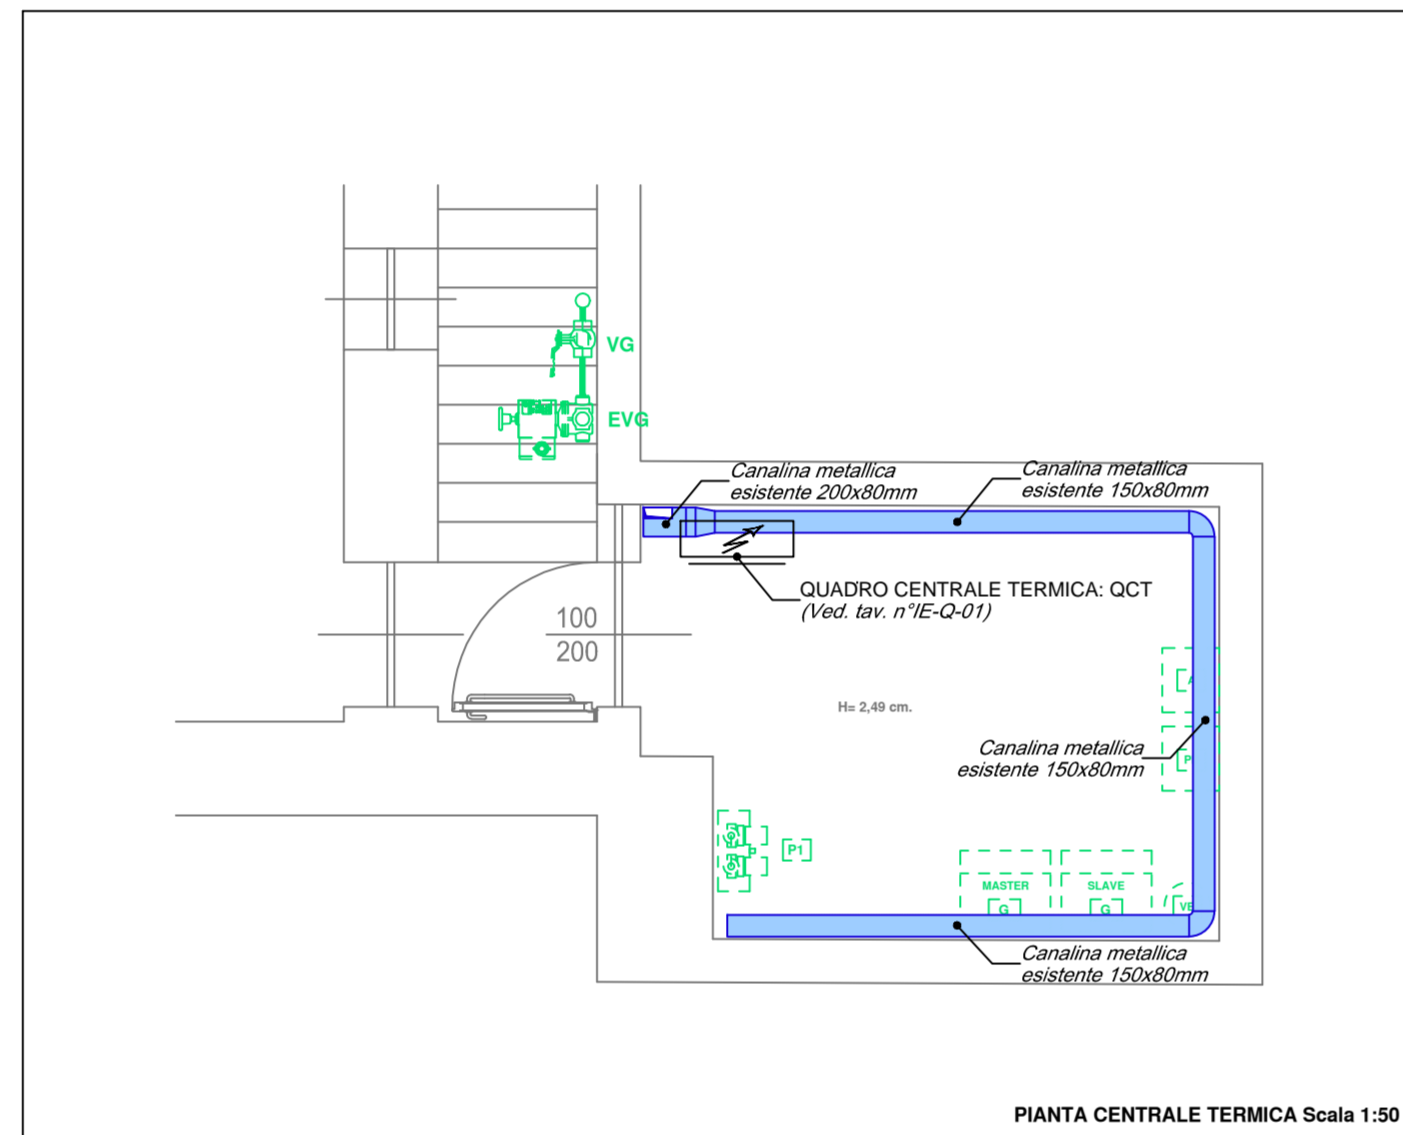 VG
EVG
Canalina metallica
esistente 200x80mm
Canalina metallica
esistente 150x80mm
QUADRO CENTRALE TERMICA: QCT
(Ved. tav. n°IE-Q-01)
100
200
H= 2,49 cm.
Canalina metallica
esistente 150x80mm
P1
MASTER
SLAVE
G
G
Canalina metallica
esistente 150x80mm
PIANTA CENTRALE TERMICA Scala 1:50